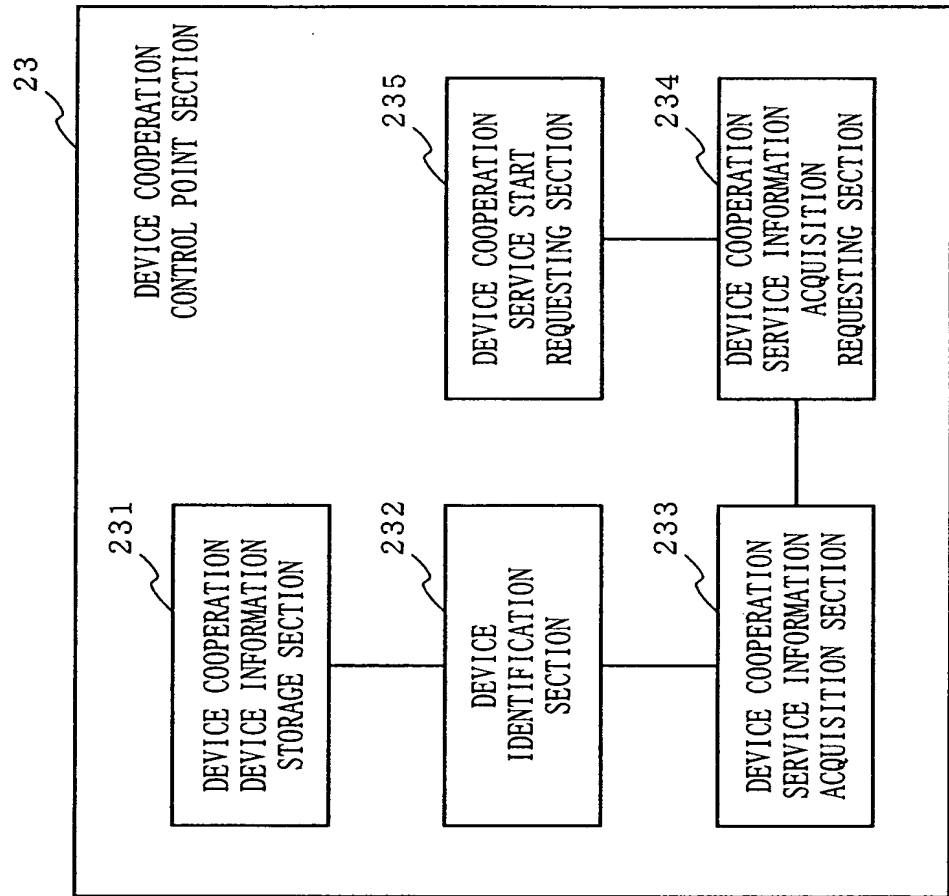 23
DEVICE COOPERATION
CONTROL POINT SECTION
231
DEVICE COOPERATION
DEVICE INFORMATION
STORAGE SECTION
232
DEVICE
IDENTIFICATION
SECTION
233
DEVICE COOPERATION
SERVICE INFORMATION
ACQUISITION SECTION
235
DEVICE COOPERATION
SERVICE START
REQUESTING SECTION
234
DEVICE COOPERATION
SERVICE INFORMATION
ACQUISITION
REQUESTING SECTION